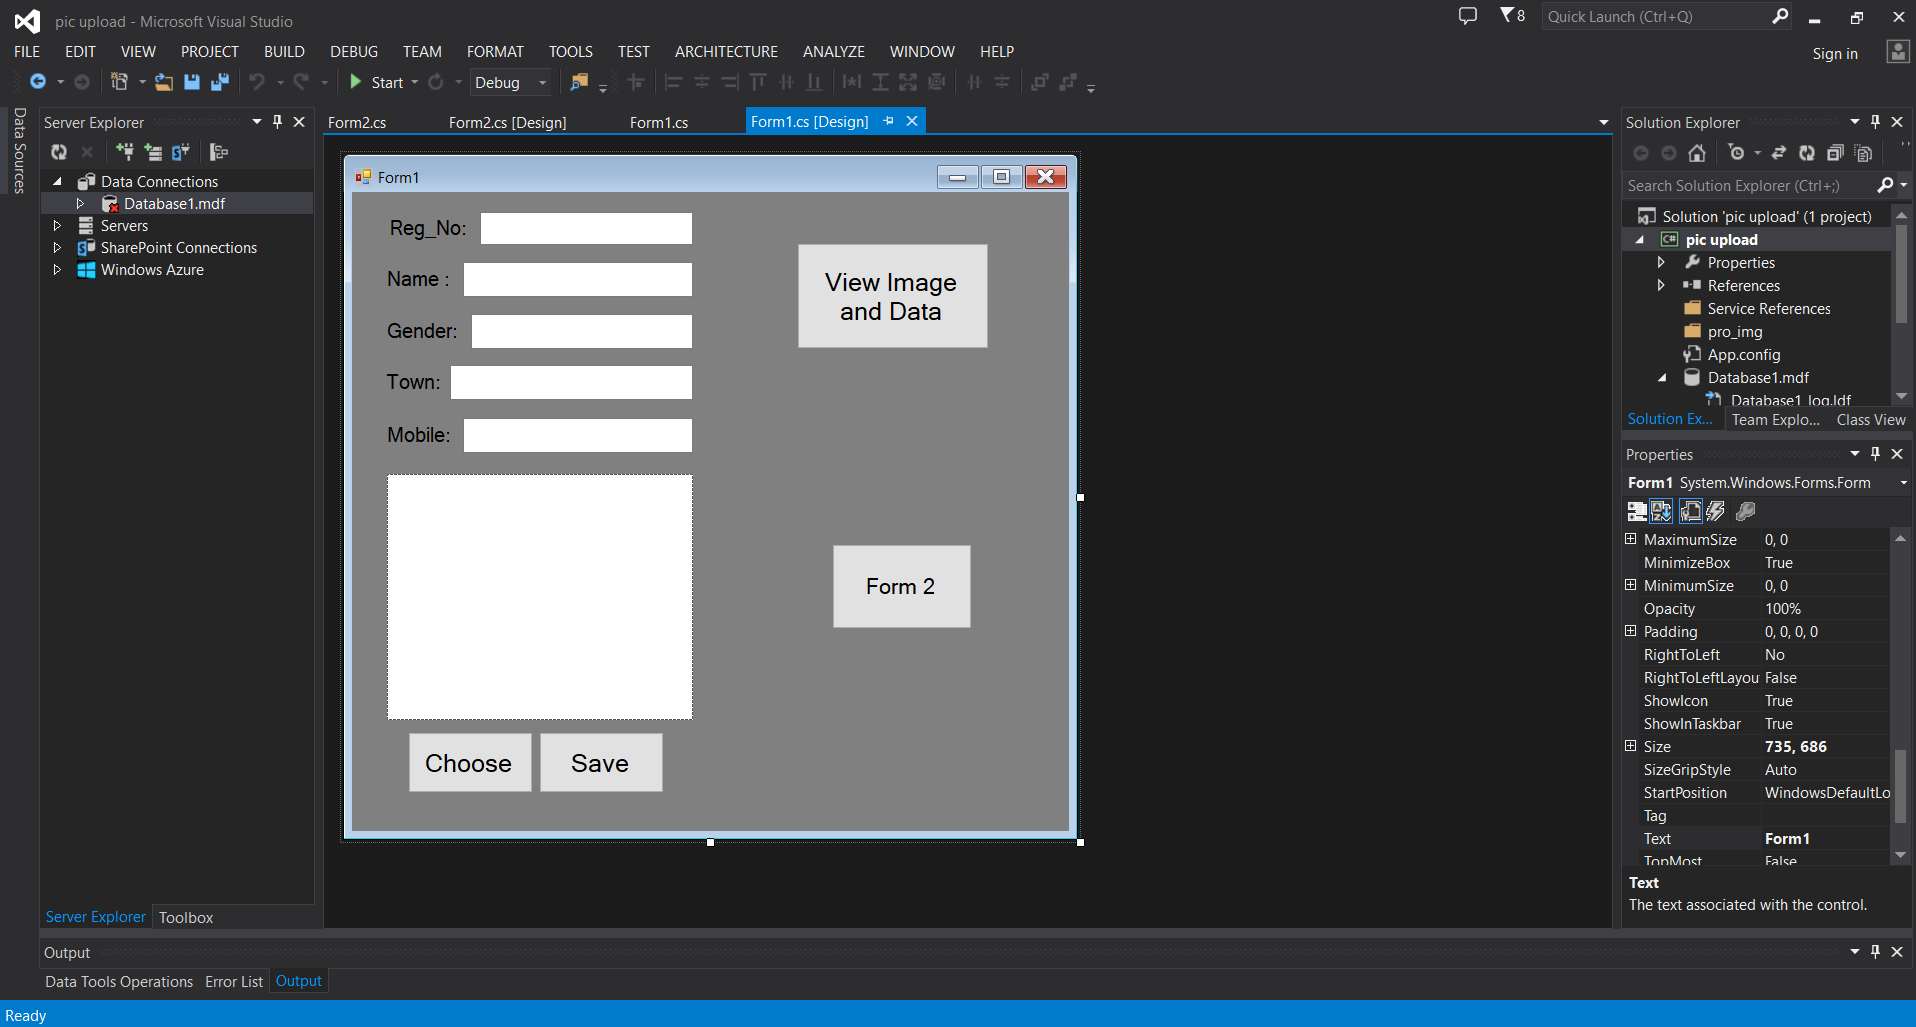 pic upload - Microsoft Visual Studio
8
Quick Launch (Ctrl+Q)
FILE EDIT VIEW PROJECT BUILD DEBUG TEAM FORMAT TOOLS TEST ARCHITECTURE ANALYZE WINDOW HELP
Sign in
Start
Debug
Data Sources
Server Explorer
Data Connections
Database1.mdf
Servers
SharePoint Connections
Windows Azure
Server Explorer
Toolbox
Form2.cs
Form2.cs [Design]
Form1.cs
Form1.cs [Design]
Form1
Reg_No:
Name :
Gender:
Town:
Mobile:
View Image
and Data
Form 2
Choose
Save
Solution Explorer
Search Solution Explorer (Ctrl+;)
Solution 'pic upload' (1 project)
C# pic upload
Properties
References
Service References
pro_img
App.config
Database1.mdf
Database1_log.ldf
Solution Ex... Team Explo... Class View
Properties
Form1 System.Windows.Forms.Form
MaximumSize 0, 0
MinimizeBox True
MinimumSize 0, 0
Opacity 100%
Padding 0, 0, 0, 0
RightToLeft No
RightToLeftLayou False
ShowIcon True
ShowInTaskbar True
Size 735, 686
SizeGripStyle Auto
StartPosition WindowsDefaultLo
Tag
Text Form1
TopMost False
Text
The text associated with the control.
Output
Data Tools Operations Error List Output
Ready